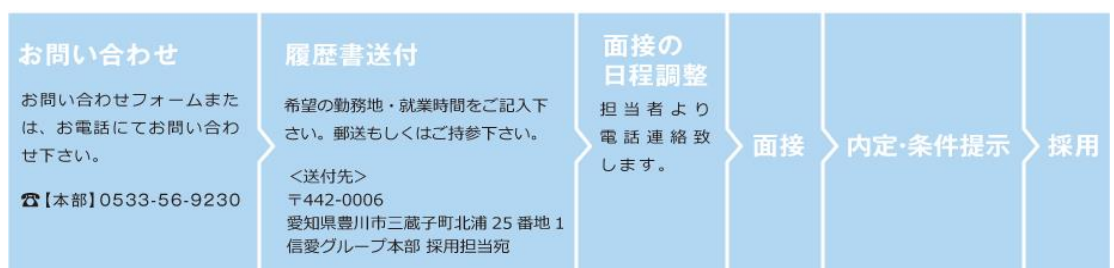 お問い合わせ
お問い合わせフォームまた
は、お電話にてお問い合わ
せ下さい。
☎【本部】0533-56-9230
履歴書送付
希望の勤務地・就業時間をご記入下
さい。郵送もしくはご持参下さい。
＜送付先＞
〒442-0006
愛知県豊川市三蔵子町北浦 25 番地 1
信愛グループ本部 採用担当宛
面接の
日程調整
担当者より
電話連絡致
します。
面接
内定・条件提示
採用